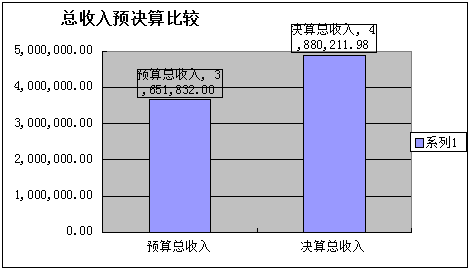 总收入预决算比较
5,000,000.00
4,000,000.00
3,000,000.00
2,000,000.00
1,000,000.00
0.00
预算总收入, 3
,651,832.00
决算总收入, 4
,880,211.98
预算总收入
决算总收入
系列1